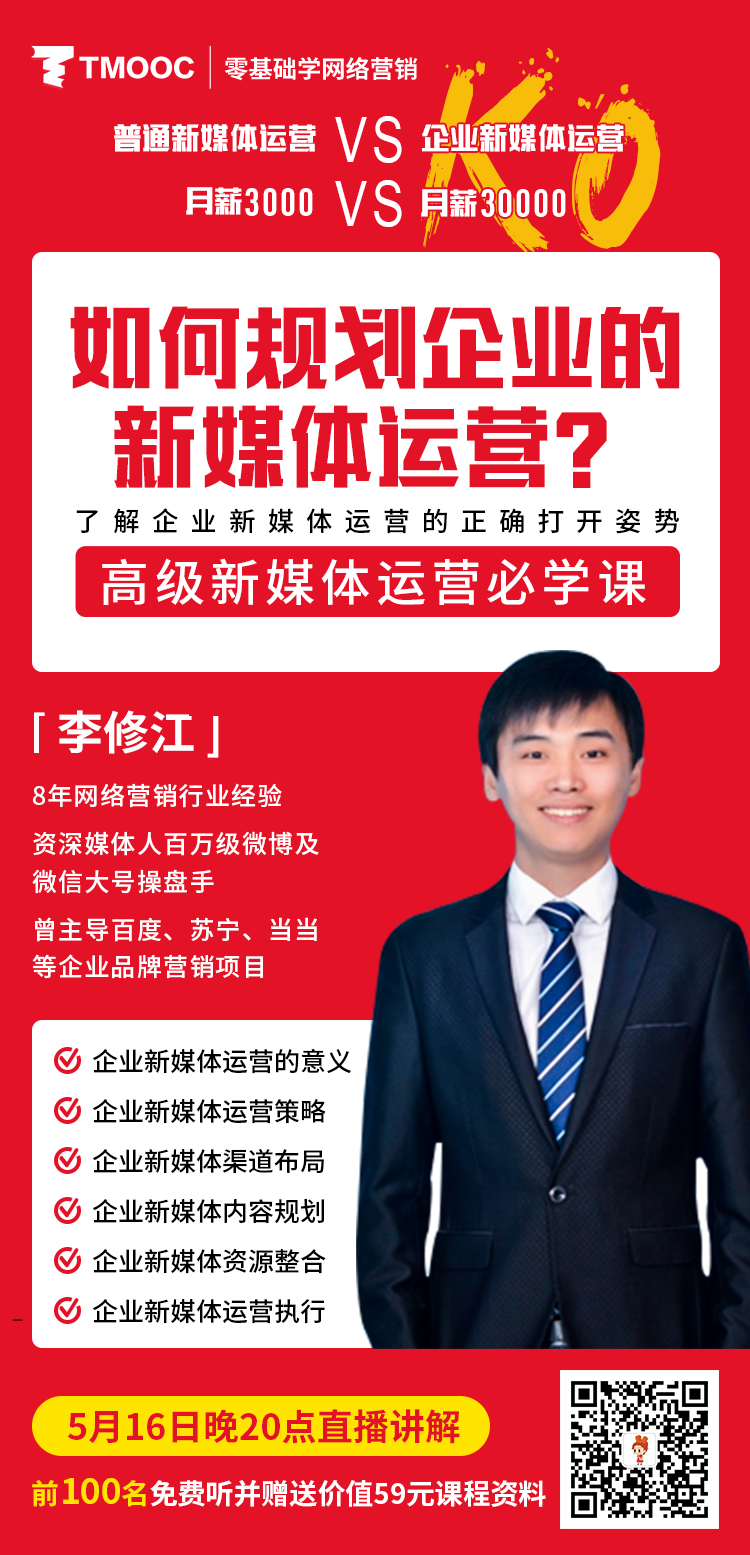 TMOOC 零基础学网络营销
普通新媒体运营 VS 企业新媒体运营
月薪3000 VS 月薪30000
KO
如何规划企业的
新媒体运营?
了解企业新媒体运营的正确打开姿势
高级新媒体运营必学课
「李修江」
8年网络营销行业经验
资深媒体人百万级微博及
微信大号操盘手
曾主导百度、苏宁、当当
等企业品牌营销项目
企业新媒体运营的意义
企业新媒体运营策略
企业新媒体渠道布局
企业新媒体内容规划
企业新媒体资源整合
企业新媒体运营执行
5月16日晚20点直播讲解
前100名免费听并赠送价值59元课程资料